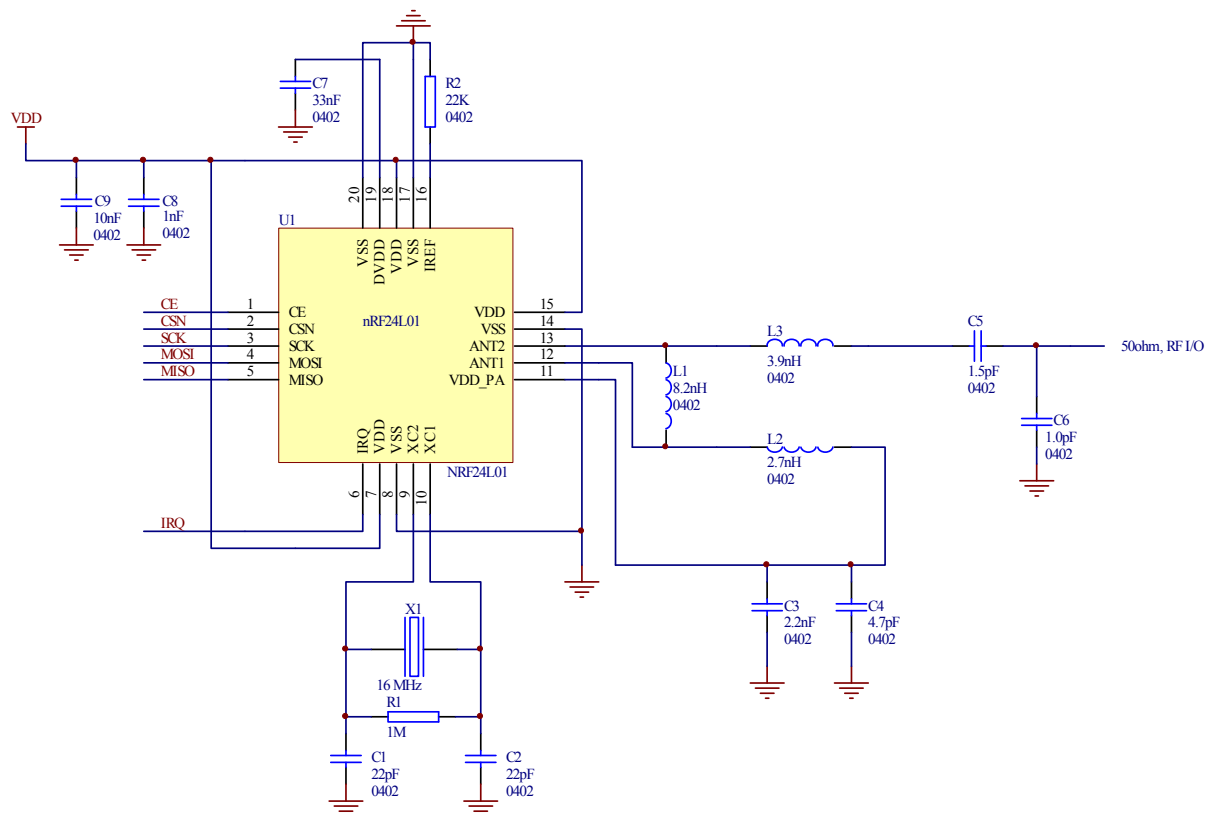 C7
33nF
0402
R2
22K
0402
VDD
C9
10nF
0402
C8
1nF
0402
20
19
18
17
16
U1
VSS
DVDD
VDD
VSS
IREF
nRF24L01
CE
1
CE
CSN
2
CSN
SCK
3
SCK
MOSI
4
MOSI
MISO
5
MISO
VDD
15
VSS
14
ANT2
13
ANT1
12
VDD_PA
11
IRQ
VDD
VSS
XC2
XC1
NRF24L01
6
7
8
9
10
IRQ
L3
3.9nH
0402
C5
1.5pF
0402
50ohm, RF I/O
L1
8.2nH
0402
C6
1.0pF
0402
L2
2.7nH
0402
C3
2.2nF
0402
C4
4.7pF
0402
X1
16 MHz
R1
1M
C1
22pF
0402
C2
22pF
0402